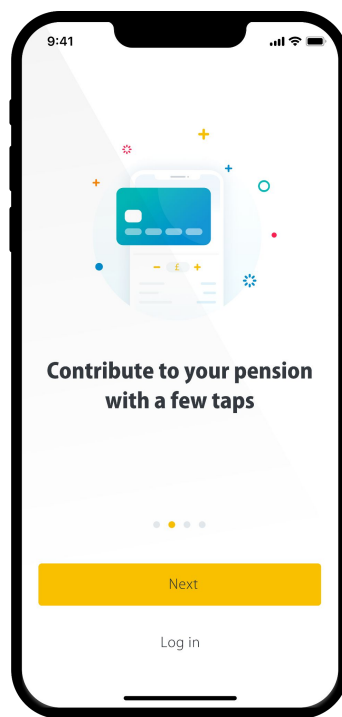 9:41
− £ +
Contribute to your pension
with a few taps
Next
Log in